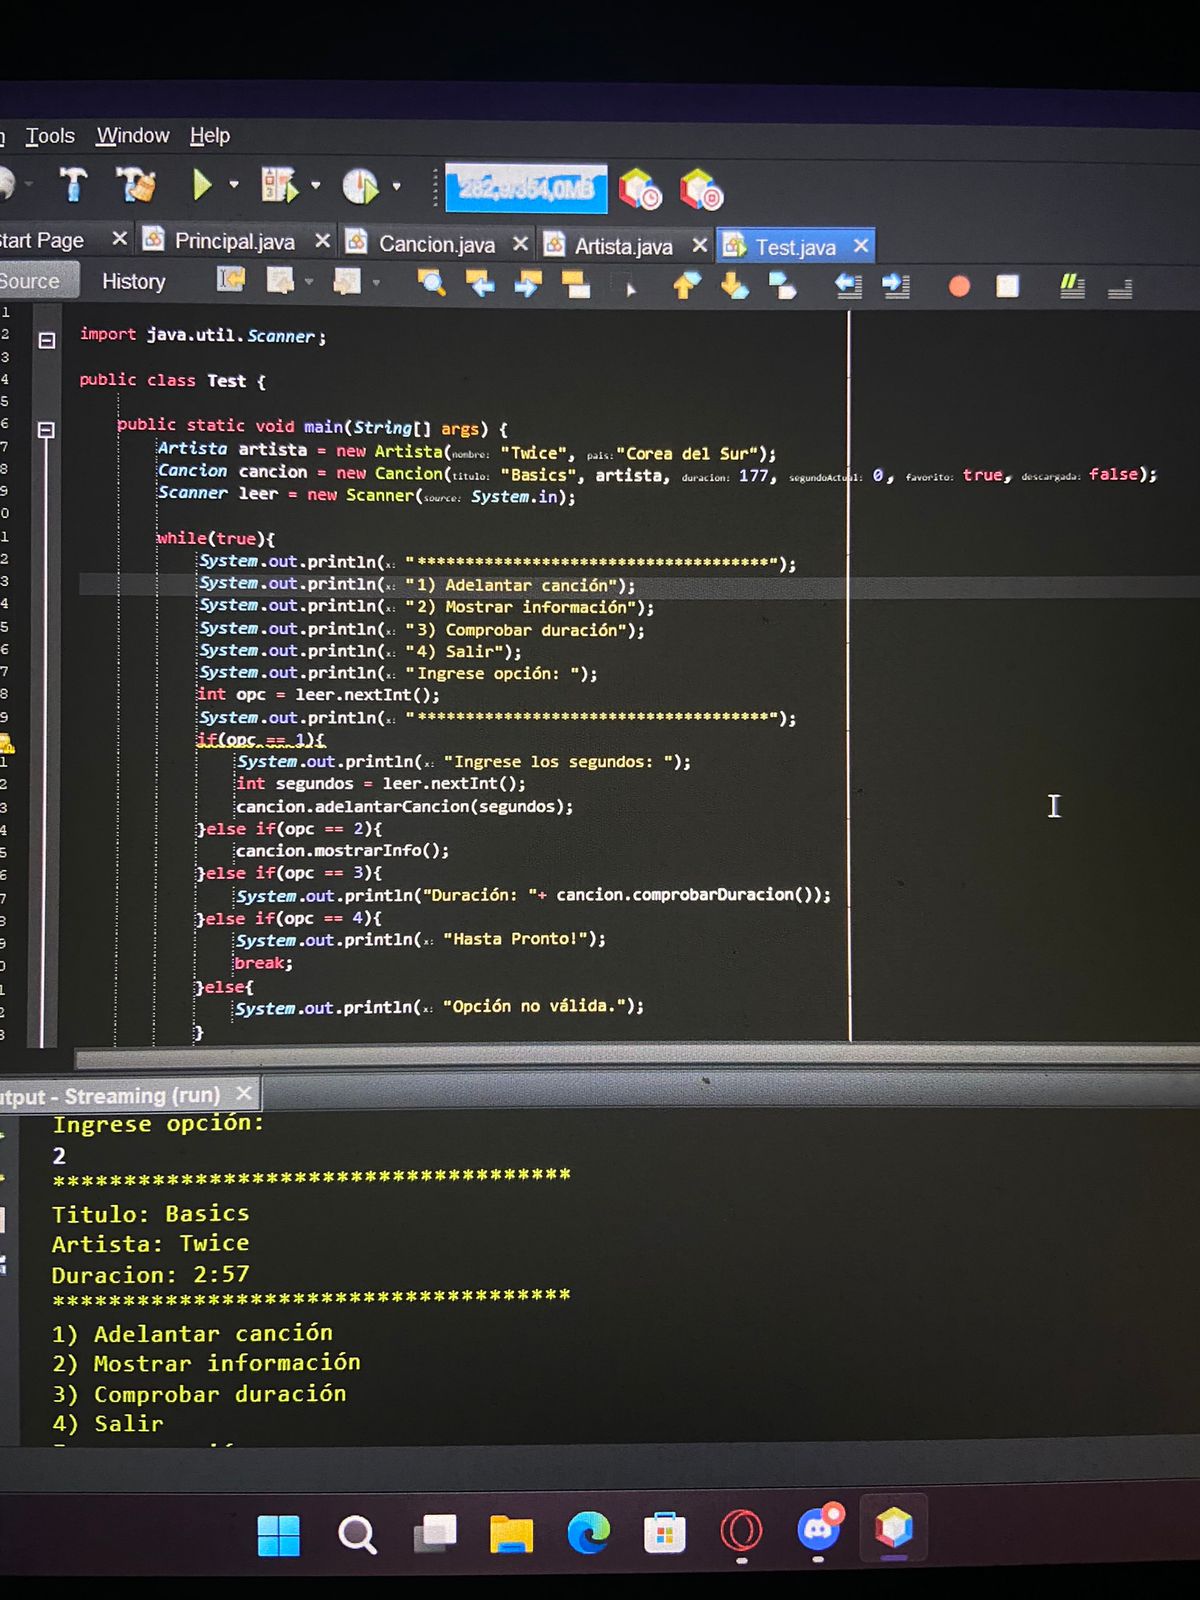 Tools Window Help
282,9/354,0MB
tart Page Principal.java Cancion.java Artista.java Test.java
Source History
1
2 import java.util.Scanner;
3
4 public class Test {
5
6 public static void main(String[] args) {
7 Artista artista = new Artista(nombre: "Twice", pais:"Corea del Sur");
8 Cancion cancion = new Cancion(titulo: "Basics", artista, duracion: 177, segundoActual: 0, favorito: true, descargada: false);
9 Scanner leer = new Scanner(source: System.in);
0
1 while(true){
2 System.out.println(x: "************************************");
3 System.out.println(x: "1) Adelantar canción");
4 System.out.println(x: "2) Mostrar información");
5 System.out.println(x: "3) Comprobar duración");
6 System.out.println(x: "4) Salir");
7 System.out.println(x: "Ingrese opción: ");
8 int opc = leer.nextInt();
9 System.out.println(x: "************************************");
if(opc == 1){
1 System.out.println(x: "Ingrese los segundos: ");
2 int segundos = leer.nextInt();
3 cancion.adelantarCancion(segundos);
4 }else if(opc == 2){
5 cancion.mostrarInfo();
6 }else if(opc == 3){
7 System.out.println("Duración: "+ cancion.comprobarDuracion());
8 }else if(opc == 4){
9 System.out.println(x: "Hasta Pronto!");
0 break;
1 }else{
2 System.out.println(x: "Opción no válida.");
3 }
utput - Streaming (run)
Ingrese opción:
2
************************************
Titulo: Basics
Artista: Twice
Duracion: 2:57
************************************
1) Adelantar canción
2) Mostrar información
3) Comprobar duración
4) Salir